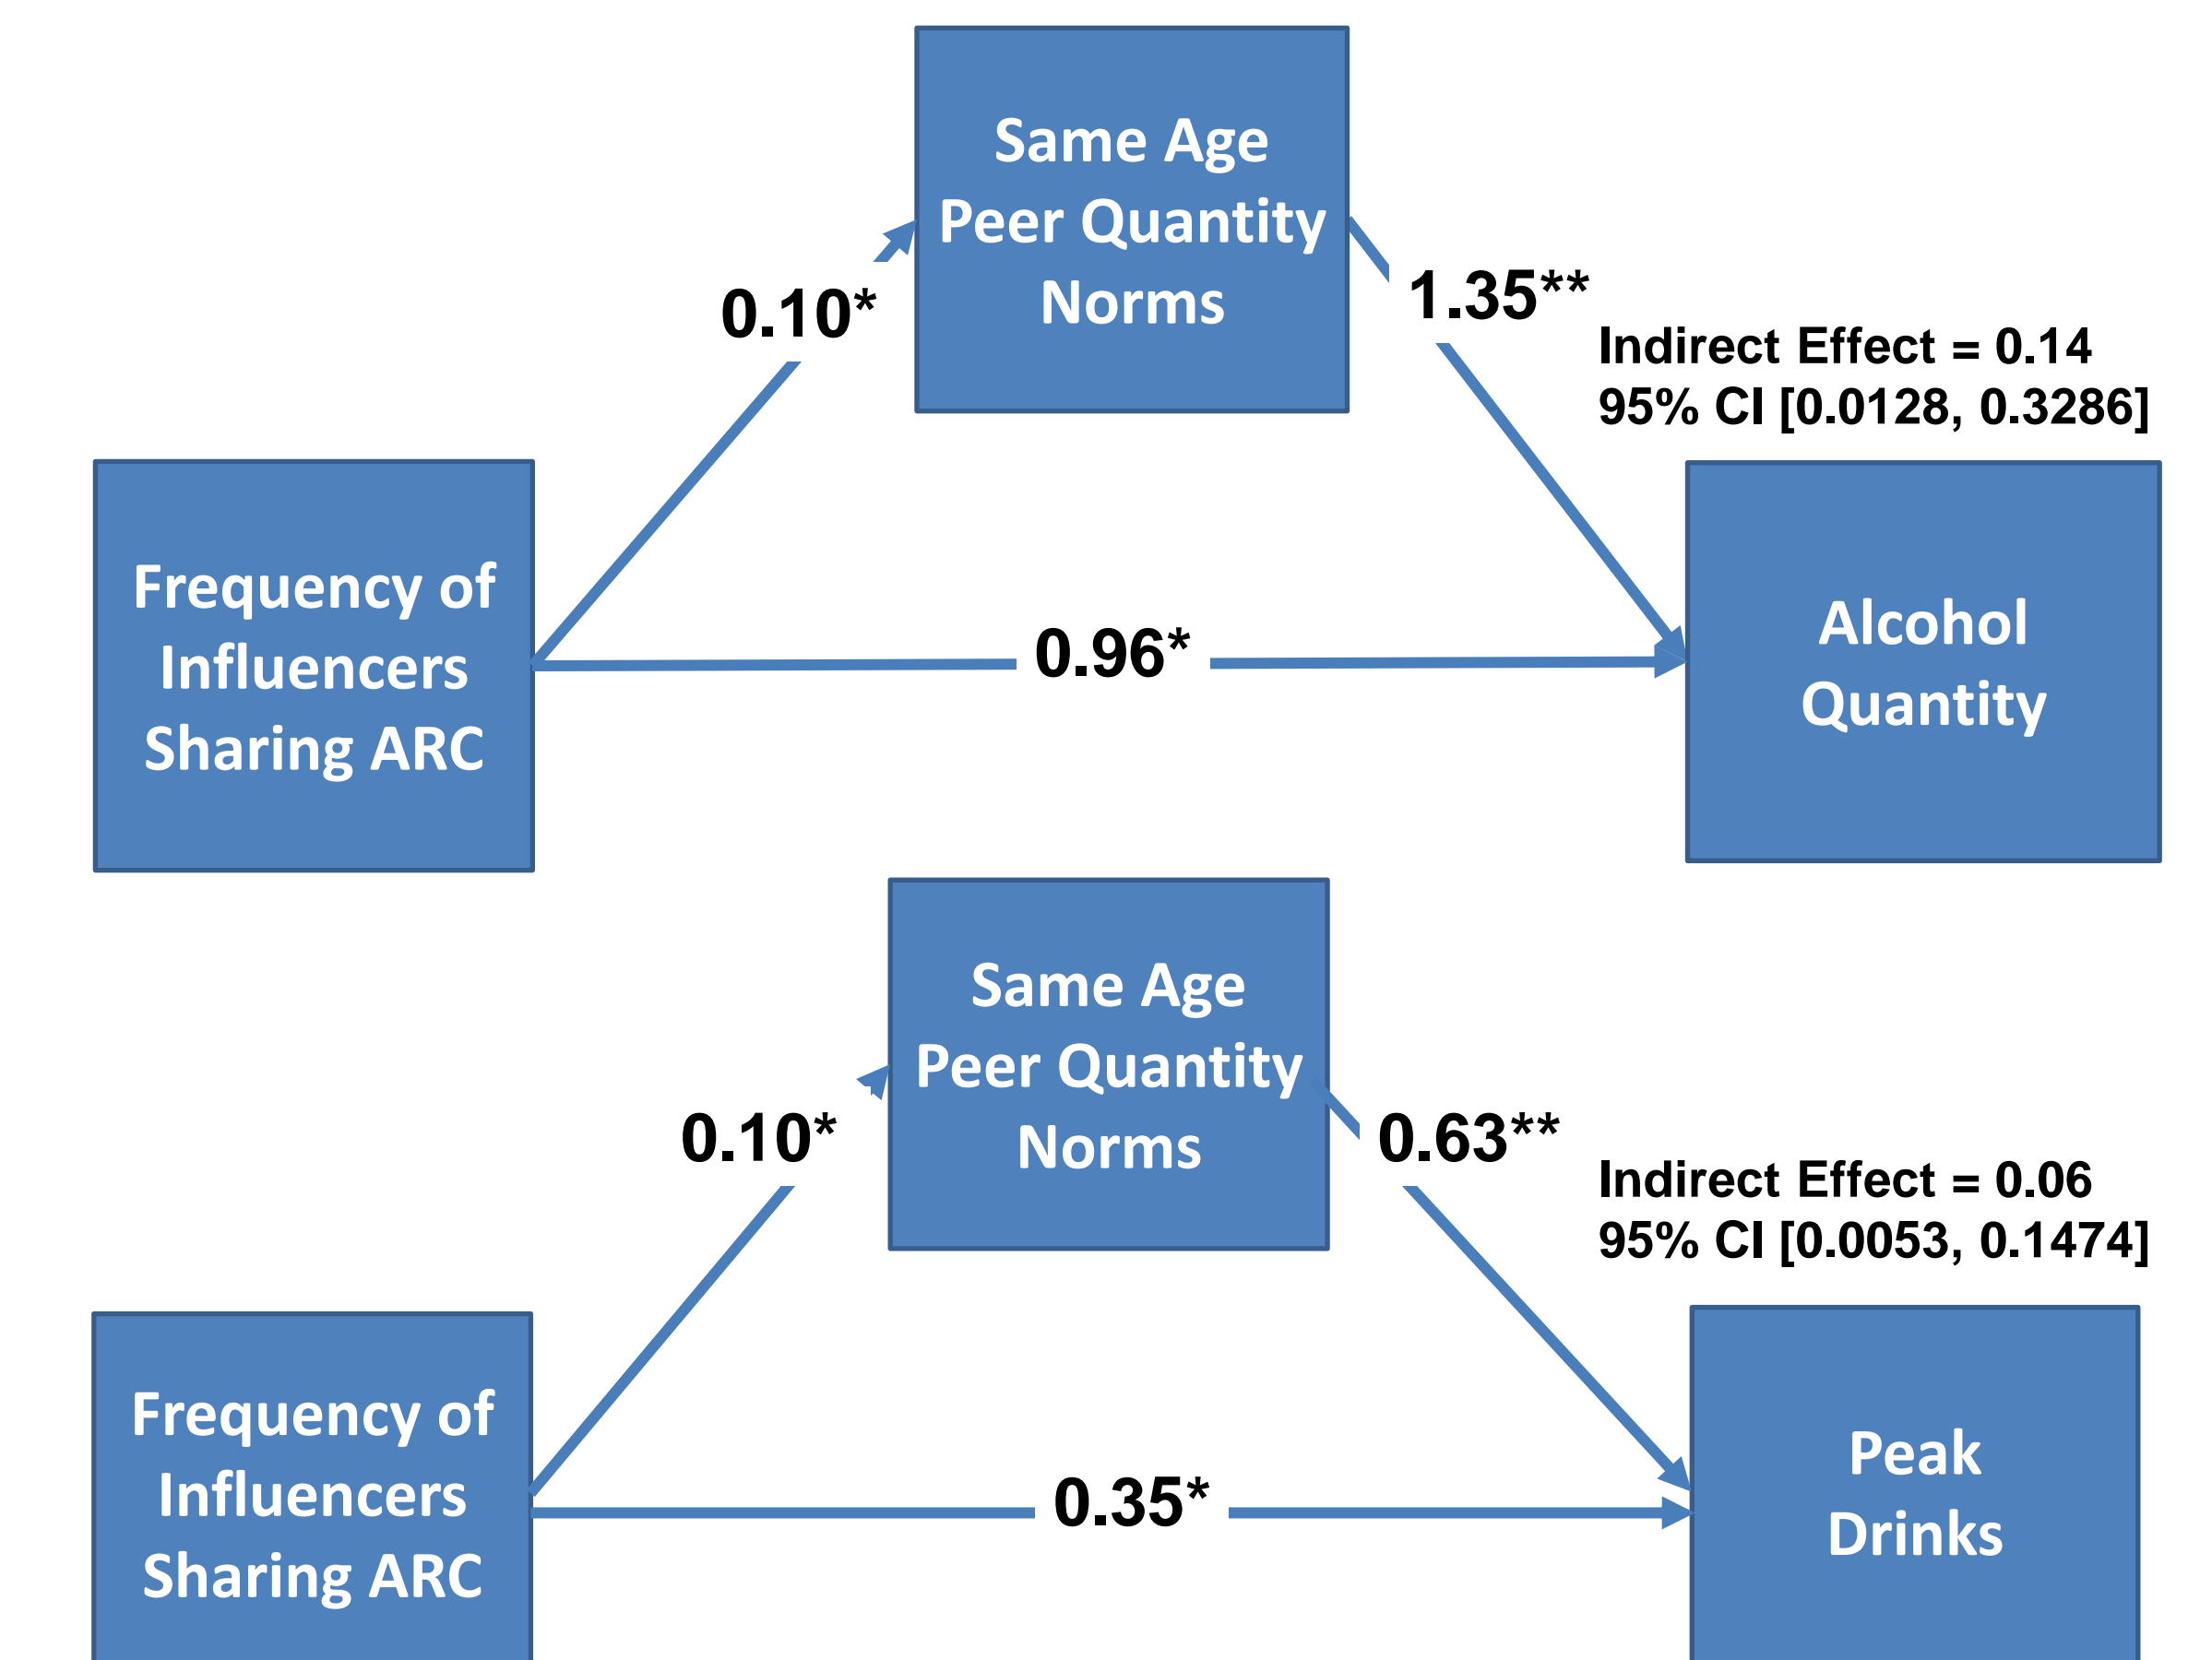 Same Age
Peer Quantity
Norms
0.10*
1.35**
Indirect Effect = 0.14
95% CI [0.0128, 0.3286]
Frequency of
Influencers
Sharing ARC
0.96*
Alcohol
Quantity
Same Age
Peer Quantity
Norms
0.10*
0.63**
Indirect Effect = 0.06
95% CI [0.0053, 0.1474]
Frequency of
Influencers
Sharing ARC
0.35*
Peak
Drinks